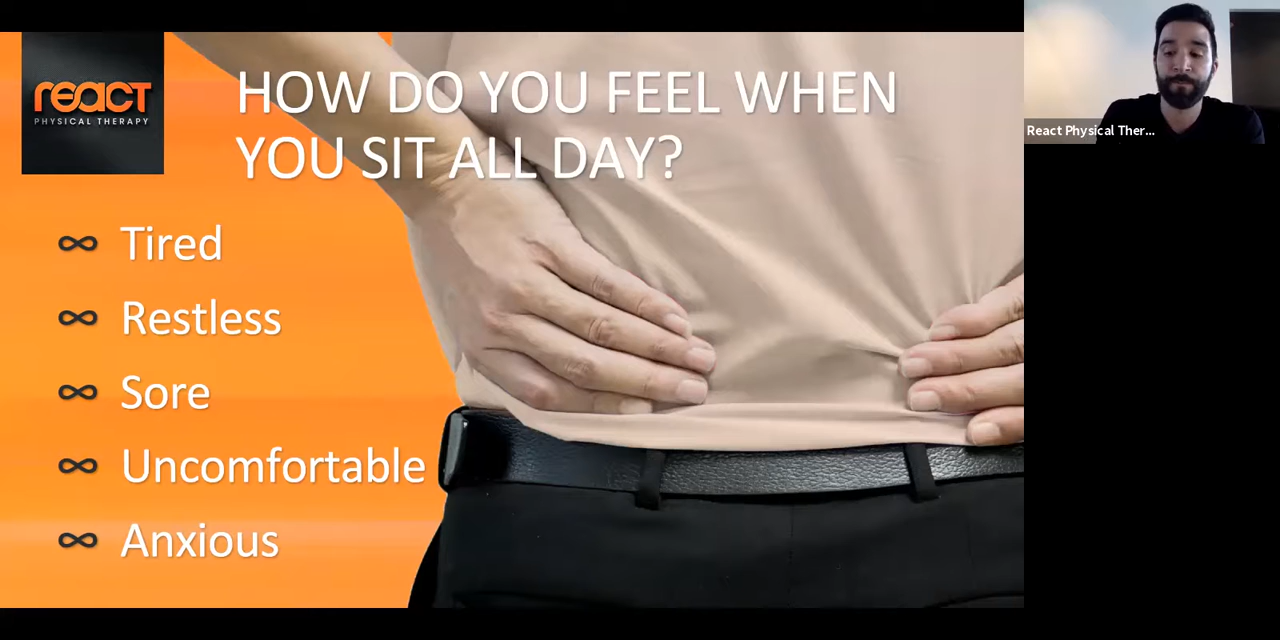 react
PHYSICAL THERAPY
HOW DO YOU FEEL WHEN
YOU SIT ALL DAY?
∞ Tired
∞ Restless
∞ Sore
∞ Uncomfortable
∞ Anxious
React Physical Ther...